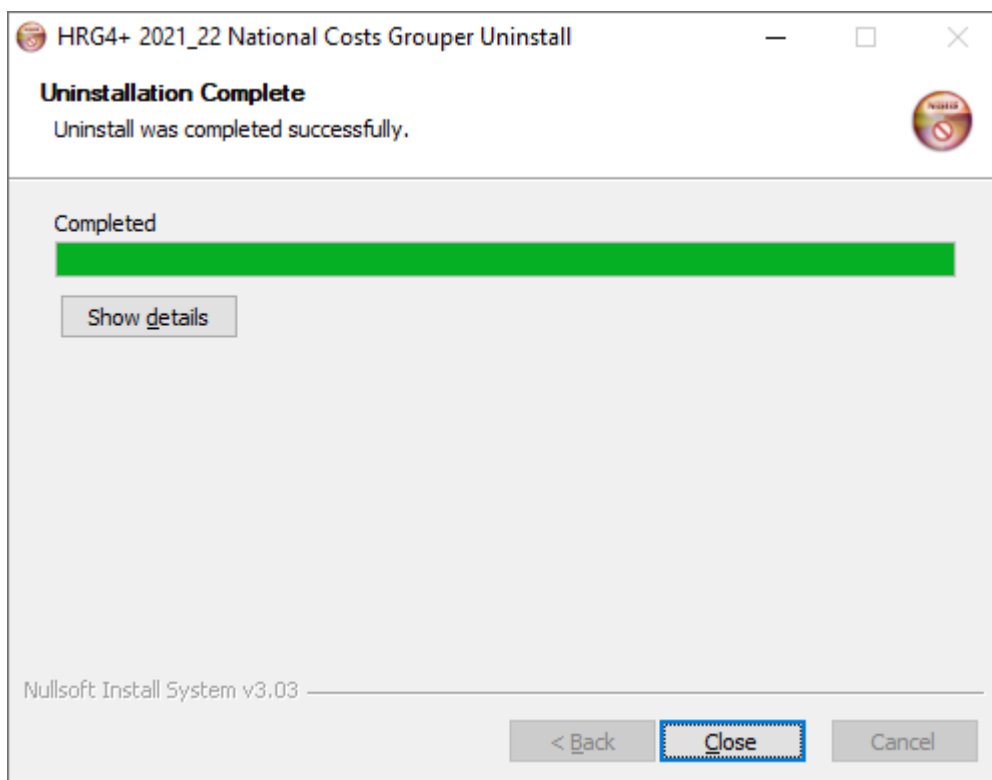 HRG4+ 2021_22 National Costs Grouper Uninstall
Uninstallation Complete
Uninstall was completed successfully.
Completed
Show details
Nullsoft Install System v3.03
< Back
Close
Cancel